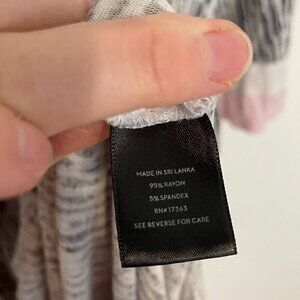 MADE IN SRI LANKA
95% RAYON
5% SPANDEX
RN# 17363
SEE REVERSE FOR CARE